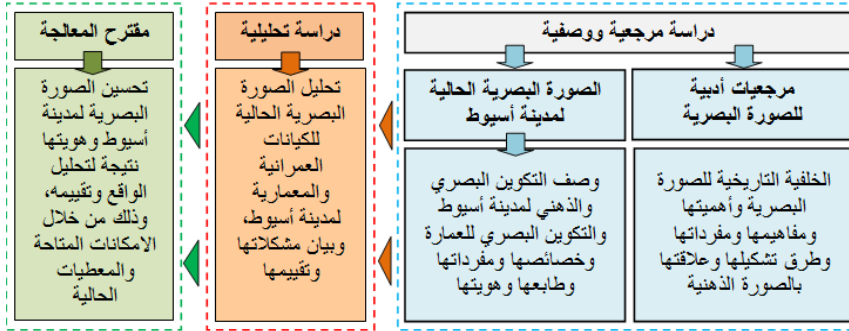 دراسة مرجعية ووصفية
مرجعيات أدبية
للصورة البصرية
الخلفية التاريخية للصورة
البصرية وأهميتها
ومفاهيمها ومفرداتها
وطرق تشكيلها وعلاقتها
بالصورة الذهنية
الصورة البصرية الحالية
لمدينة أسيوط
وصف التكوين البصري
والذهني لمدينة أسيوط
والتكوين البصري للعمارة
وخصائصها ومفرداتها
وطابعها وهويتها
دراسة تحليلية
تحليل الصورة
البصرية الحالية
للكيانات
العمرانية
والمعمارية
لمدينة أسيوط،
وبيان مشكلاتها
وتقييمها
مقترح المعالجة
تحسين الصورة
البصرية لمدينة
أسيوط وهويتها
نتيجة لتحليل
الواقع وتقييمه،
وذلك من خلال
الامكانات المتاحة
والمعطيات
الحالية